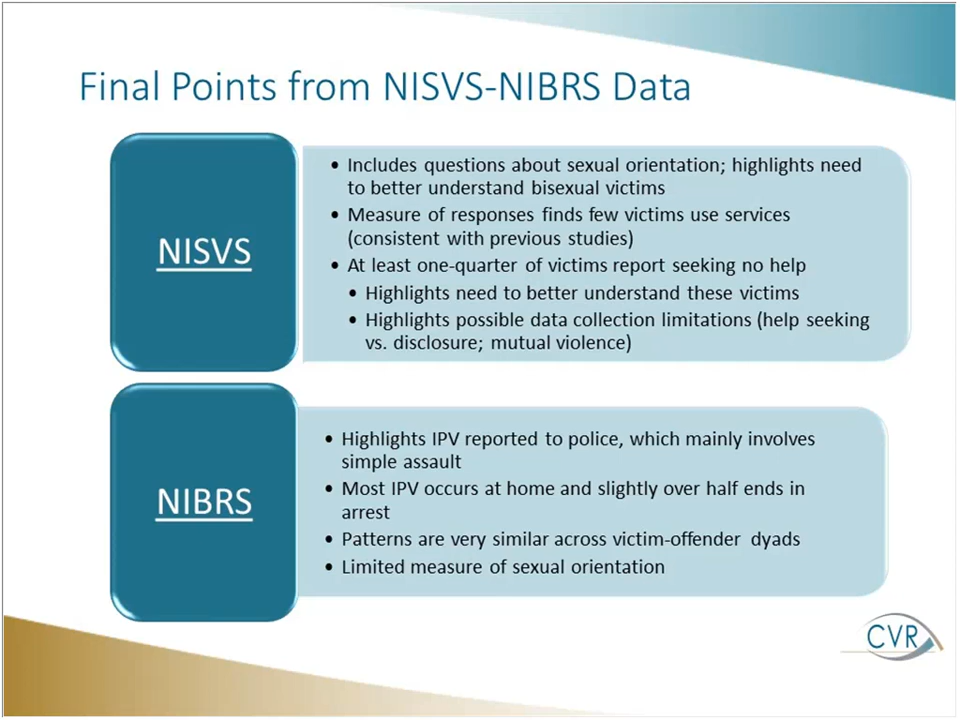 Final Points from NISVS-NIBRS Data
NISVS
• Includes questions about sexual orientation; highlights need
to better understand bisexual victims
• Measure of responses finds few victims use services
(consistent with previous studies)
• At least one-quarter of victims report seeking no help
• Highlights need to better understand these victims
• Highlights possible data collection limitations (help seeking
vs. disclosure; mutual violence)
NIBRS
• Highlights IPV reported to police, which mainly involves
simple assault
• Most IPV occurs at home and slightly over half ends in
arrest
• Patterns are very similar across victim-offender dyads
• Limited measure of sexual orientation
CVR